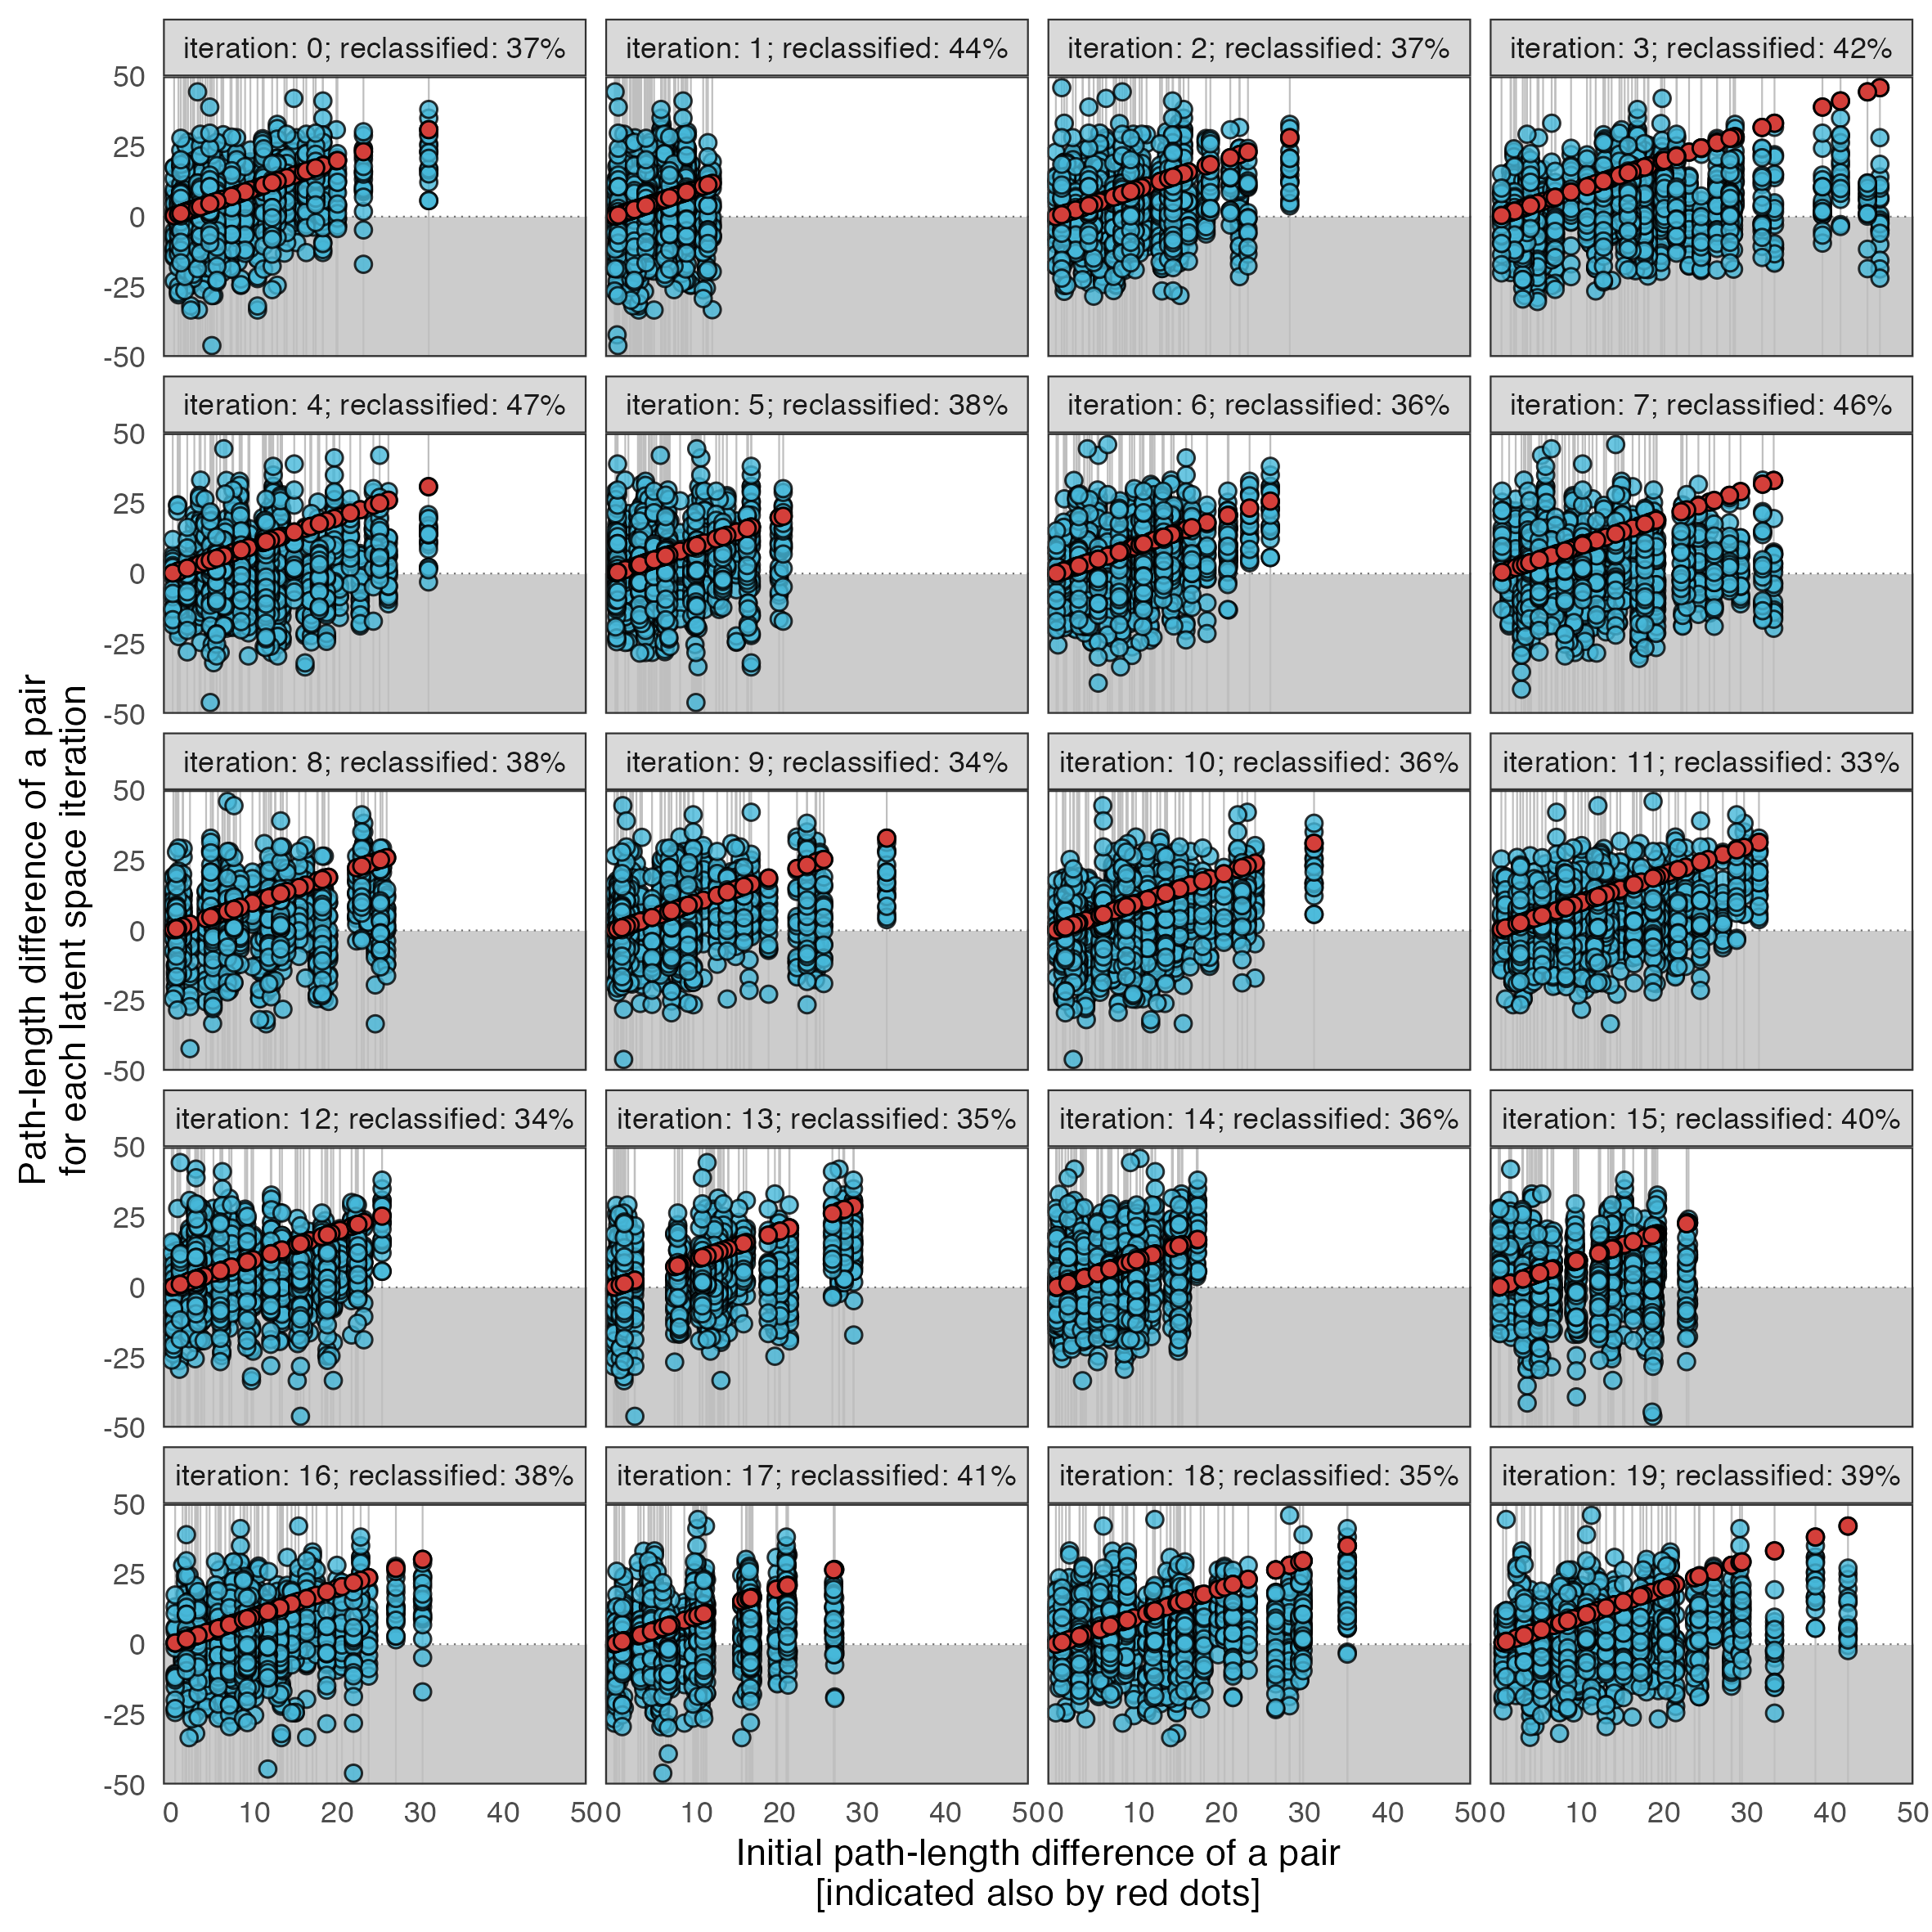 iteration: 0; reclassified: 37%
iteration: 1; reclassified: 44%
iteration: 2; reclassified: 37%
iteration: 3; reclassified: 42%
50
25
0
-25
-50
iteration: 4; reclassified: 47%
iteration: 5; reclassified: 38%
iteration: 6; reclassified: 36%
iteration: 7; reclassified: 46%
50
25
0
-25
-50
iteration: 8; reclassified: 38%
iteration: 9; reclassified: 34%
iteration: 10; reclassified: 36%
iteration: 11; reclassified: 33%
50
25
0
-25
-50
iteration: 12; reclassified: 34%
iteration: 13; reclassified: 35%
iteration: 14; reclassified: 36%
iteration: 15; reclassified: 40%
50
25
0
-25
-50
iteration: 16; reclassified: 38%
iteration: 17; reclassified: 41%
iteration: 18; reclassified: 35%
iteration: 19; reclassified: 39%
50
25
0
-25
-50
0 10 20 30 40 50
0 10 20 30 40 50
0 10 20 30 40 50
0 10 20 30 40 50
Path-length difference of a pair
for each latent space iteration
Initial path-length difference of a pair
[indicated also by red dots]